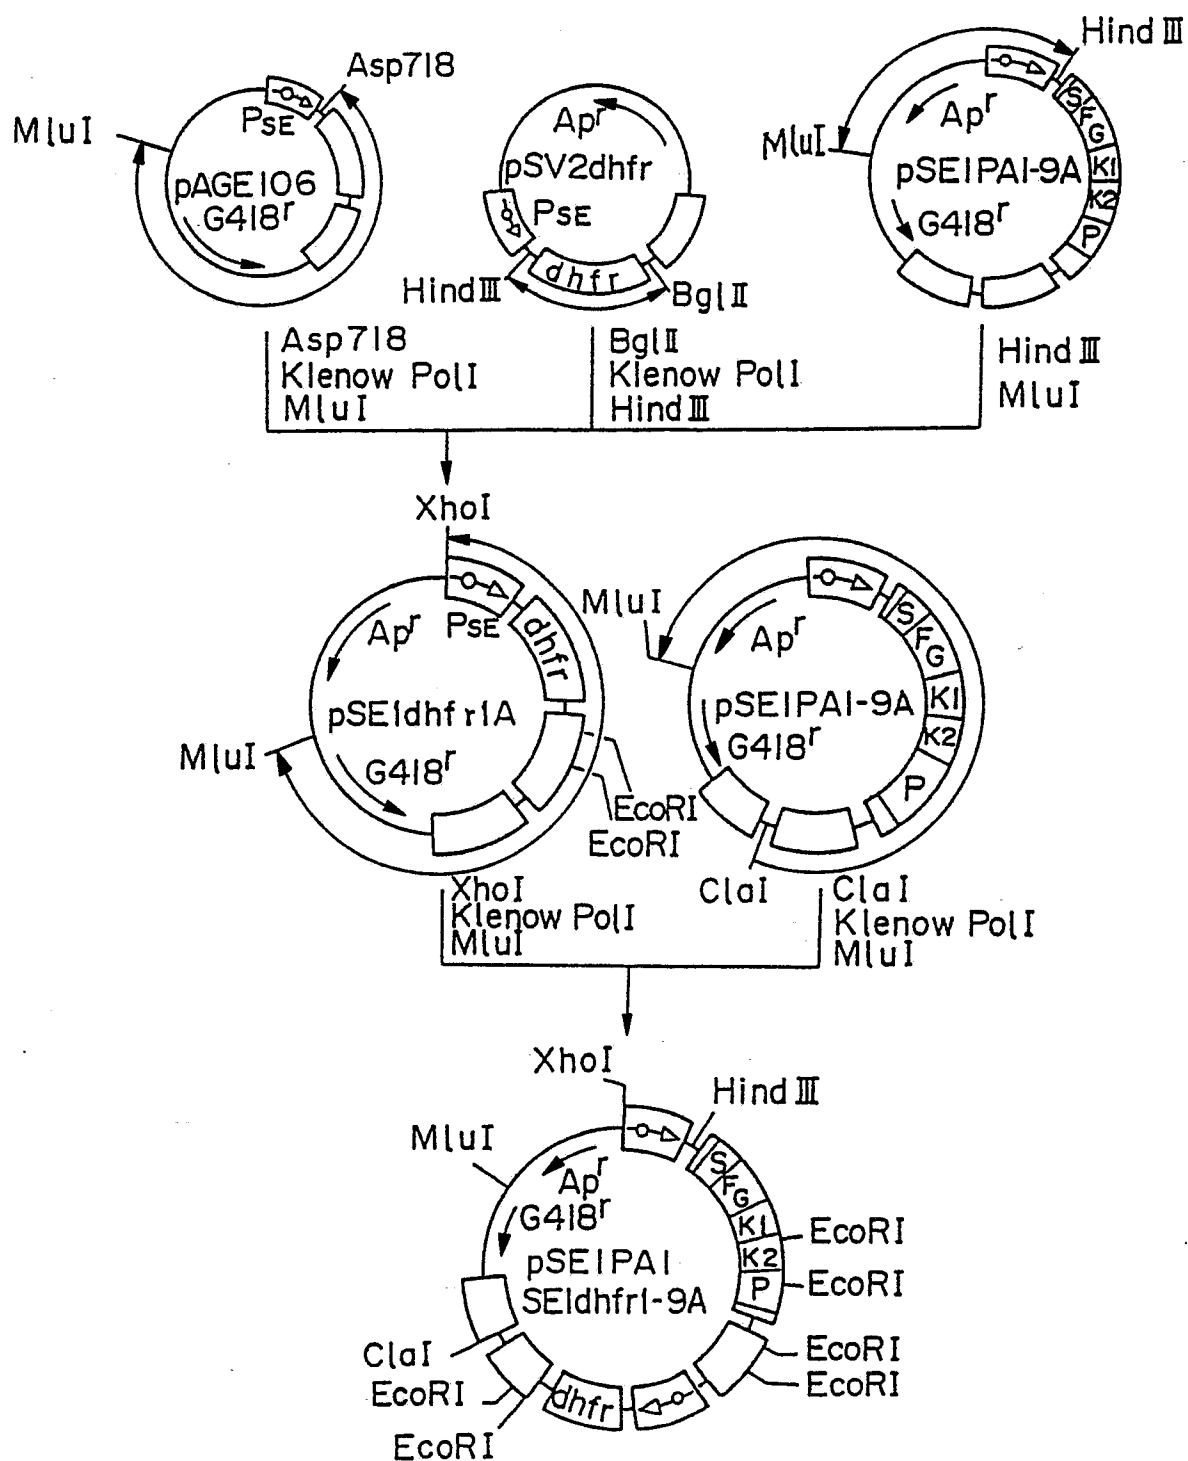 Asp718
PSE
MluI
pAGE106
G418r
Apr
pSV2dhfr
PSE
dhfr
HindIII
BglII
HindIII
MluI
Apr
pSE1PA1-9A
G418r
S
F
G
K1
K2
P
Asp718
Klenow PolI
MluI
BglII
Klenow PolI
HindIII
HindIII
MluI
XhoI
PSE
dhfr
Apr
pSE1dhfr1A
MluI
G418r
EcoRI
EcoRI
MluI
Apr
pSE1PA1-9A
G418r
S
F
G
K1
K2
P
ClaI
XhoI
Klenow PolI
MluI
ClaI
Klenow PolI
MluI
XhoI
HindIII
MluI
Apr
G418r
pSE1PA1
SE1dhfr1-9A
S
F
G
K1
K2
P
EcoRI
EcoRI
EcoRI
EcoRI
ClaI
EcoRI
EcoRI
dhfr